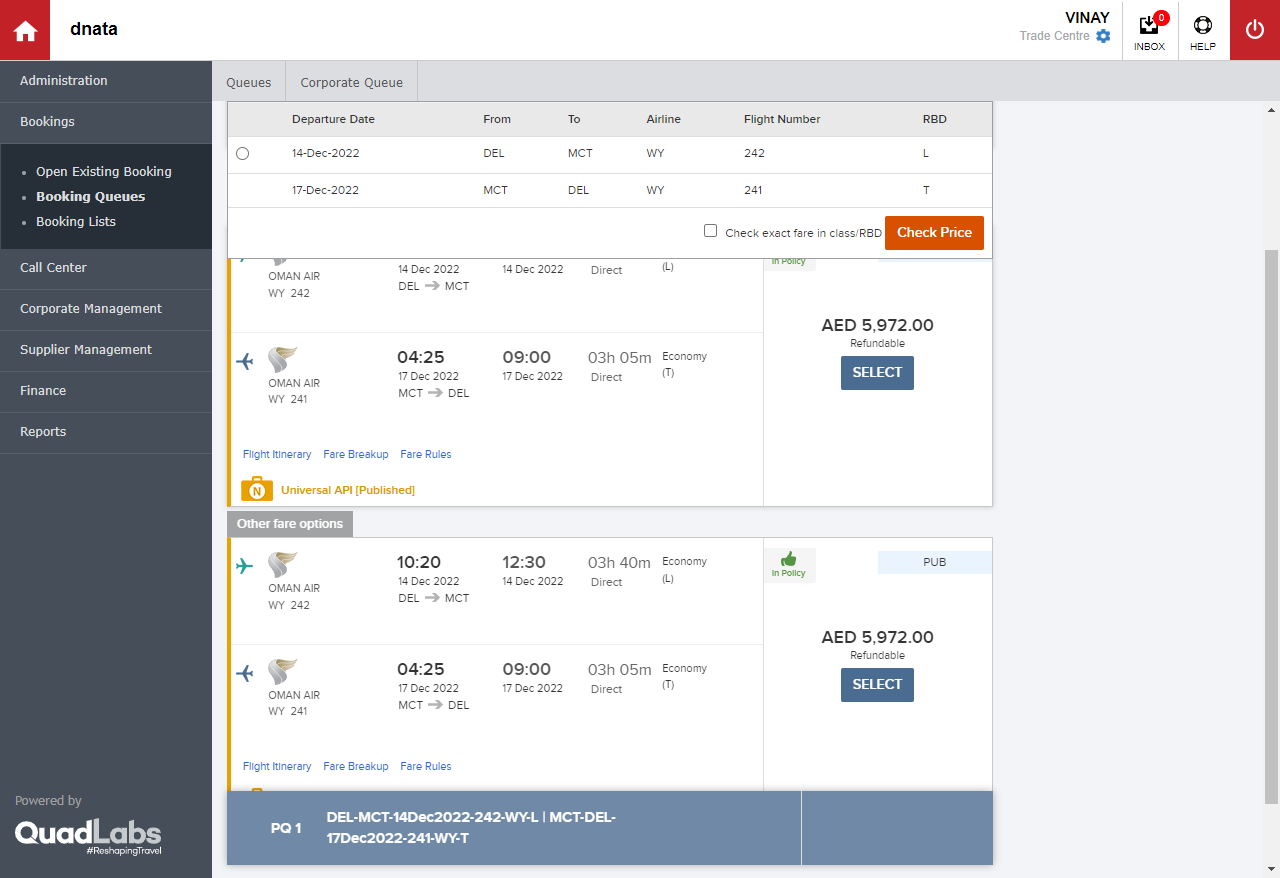 dnata
VINAY
Trade Centre
0
INBOX
HELP
Administration
Bookings
Open Existing Booking
Booking Queues
Booking Lists
Call Center
Corporate Management
Supplier Management
Finance
Reports
Powered by
QuadLabs
#ReshapingTravel
Queues
Corporate Queue
Departure Date From To Airline Flight Number RBD
14-Dec-2022 DEL MCT WY 242 L
17-Dec-2022 MCT DEL WY 241 T
Check exact fare in class/RBD Check Price
OMAN AIR
WY 242
14 Dec 2022
DEL MCT
14 Dec 2022
Direct
(L)
In Policy
OMAN AIR
WY 241
04:25
17 Dec 2022
MCT DEL
09:00
17 Dec 2022
03h 05m
Direct
Economy
(T)
AED 5,972.00
Refundable
SELECT
Flight Itinerary Fare Breakup Fare Rules
N
Universal API [Published]
Other fare options
OMAN AIR
WY 242
10:20
14 Dec 2022
DEL MCT
12:30
14 Dec 2022
03h 40m
Direct
Economy
(L)
In Policy
PUB
OMAN AIR
WY 241
04:25
17 Dec 2022
MCT DEL
09:00
17 Dec 2022
03h 05m
Direct
Economy
(T)
AED 5,972.00
Refundable
SELECT
Flight Itinerary Fare Breakup Fare Rules
PQ 1
DEL-MCT-14Dec2022-242-WY-L | MCT-DEL-
17Dec2022-241-WY-T